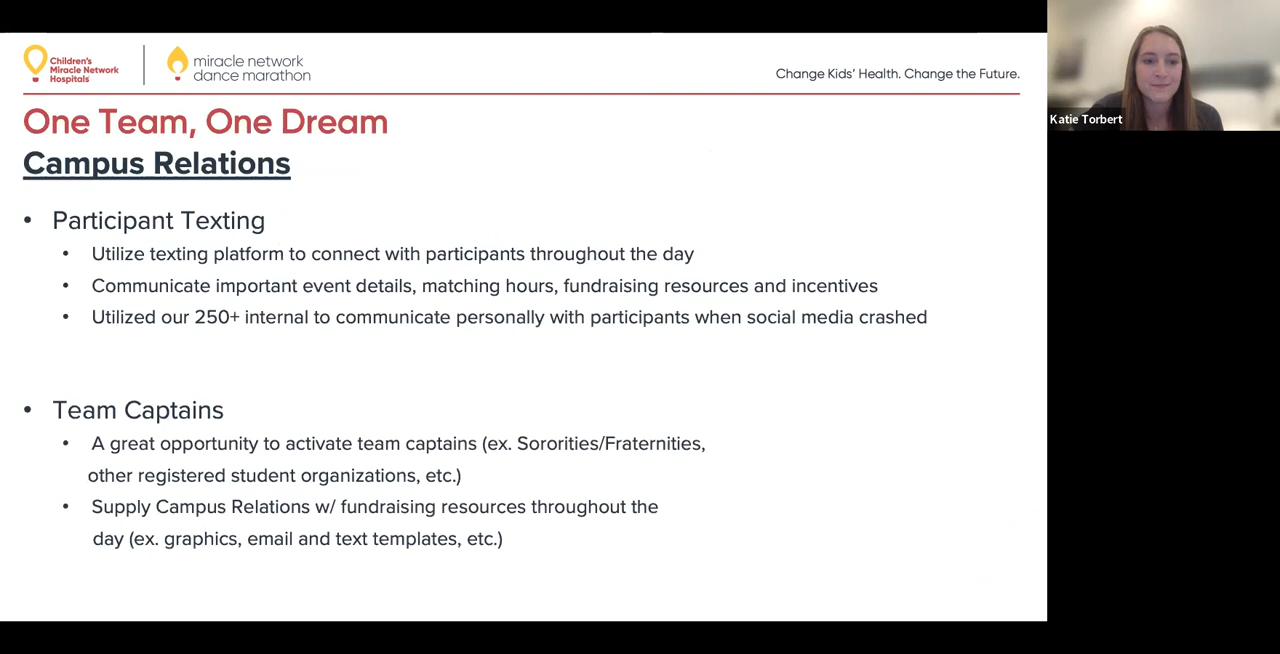 Children's
Miracle Network
Hospitals
miracle network
dance marathon
Change Kids' Health. Change the Future.
Katie Torbert
One Team, One Dream
Campus Relations
• Participant Texting
• Utilize texting platform to connect with participants throughout the day
• Communicate important event details, matching hours, fundraising resources and incentives
• Utilized our 250+ internal to communicate personally with participants when social media crashed
• Team Captains
• A great opportunity to activate team captains (ex. Sororities/Fraternities,
other registered student organizations, etc.)
• Supply Campus Relations w/ fundraising resources throughout the
day (ex. graphics, email and text templates, etc.)